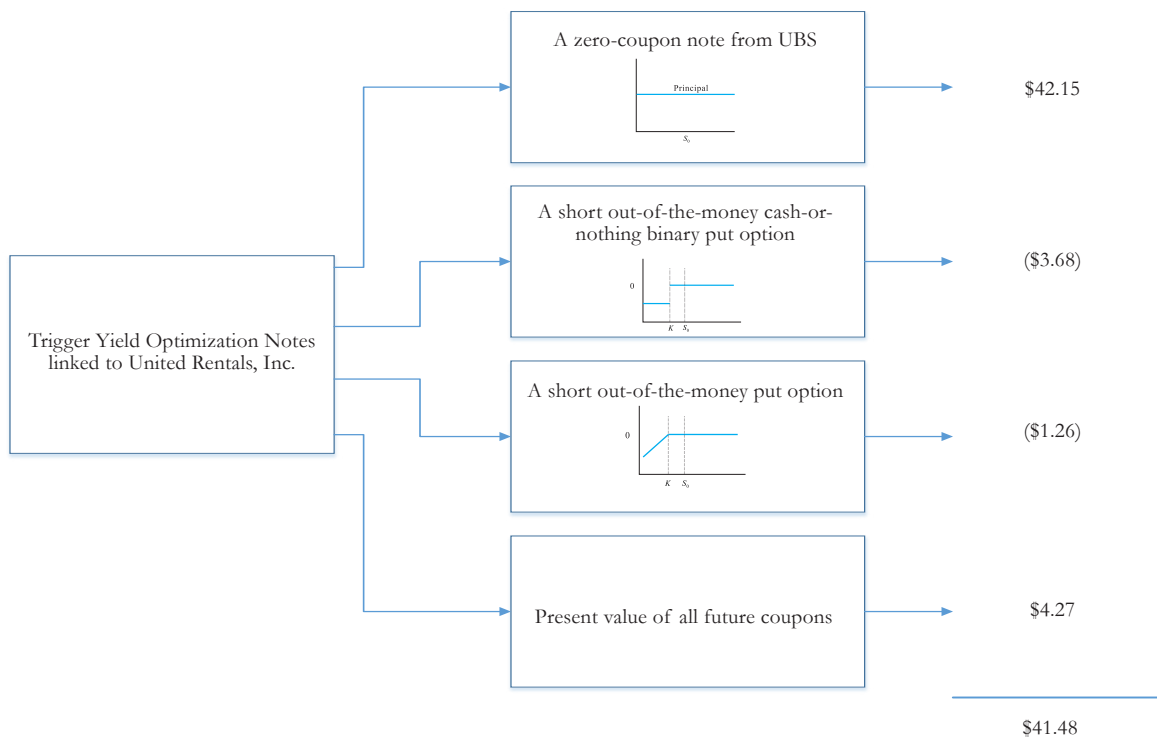 A zero-coupon note from UBS
Principal
S₀
$42.15
A short out-of-the-money cash-or-
nothing binary put option
0
K S₀
($3.68)
Trigger Yield Optimization Notes
linked to United Rentals, Inc.
A short out-of-the-money put option
0
K S₀
($1.26)
Present value of all future coupons
$4.27
$41.48